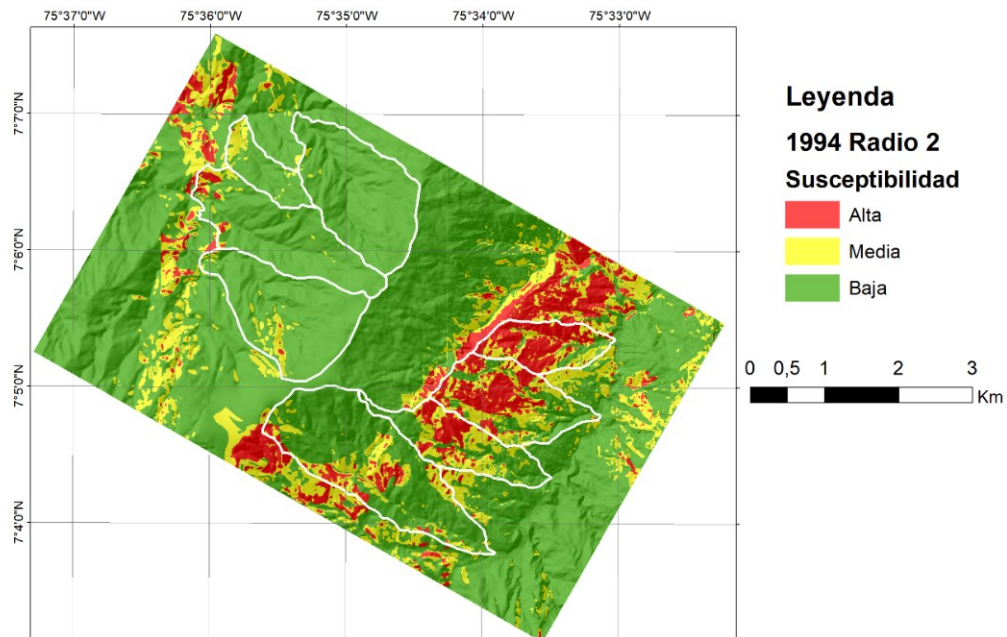 75°37'0"W 75°36'0"W 75°35'0"W 75°34'0"W 75°33'0"W
7°7'0"N
7°6'0"N
7°5'0"N
7°4'0"N
Leyenda
1994 Radio 2
Susceptibilidad
Alta
Media
Baja
0 0,5 1 2 3
Km